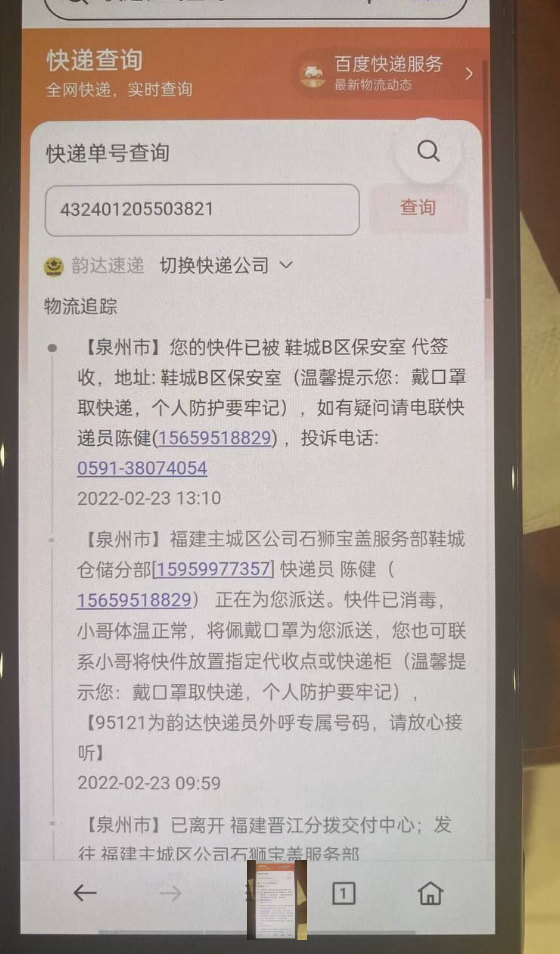 快递查询
全网快递，实时查询
百度快递服务
最新物流动态
快递单号查询
432401205503821
查询
韵达速递 切换快递公司
物流追踪
【泉州市】您的快件已被 鞋城B区保安室 代签
收，地址: 鞋城B区保安室（温馨提示您：戴口罩
取快递，个人防护要牢记），如有疑问请电联快
递员陈健(15659518829)，投诉电话:
0591-38074054
2022-02-23 13:10
【泉州市】福建主城区公司石狮宝盖服务部鞋城
仓储分部[15959977357] 快递员 陈健（
15659518829） 正在为您派送。快件已消毒，
小哥体温正常，将佩戴口罩为您派送，您也可联
系小哥将快件放置指定代收点或快递柜（温馨提
示您：戴口罩取快递，个人防护要牢记），
【95121为韵达快递员外呼专属号码，请放心接
听】
2022-02-23 09:59
【泉州市】已离开 福建晋江分拨交付中心；发
往 福建主城区公司石狮宝盖服务部
1